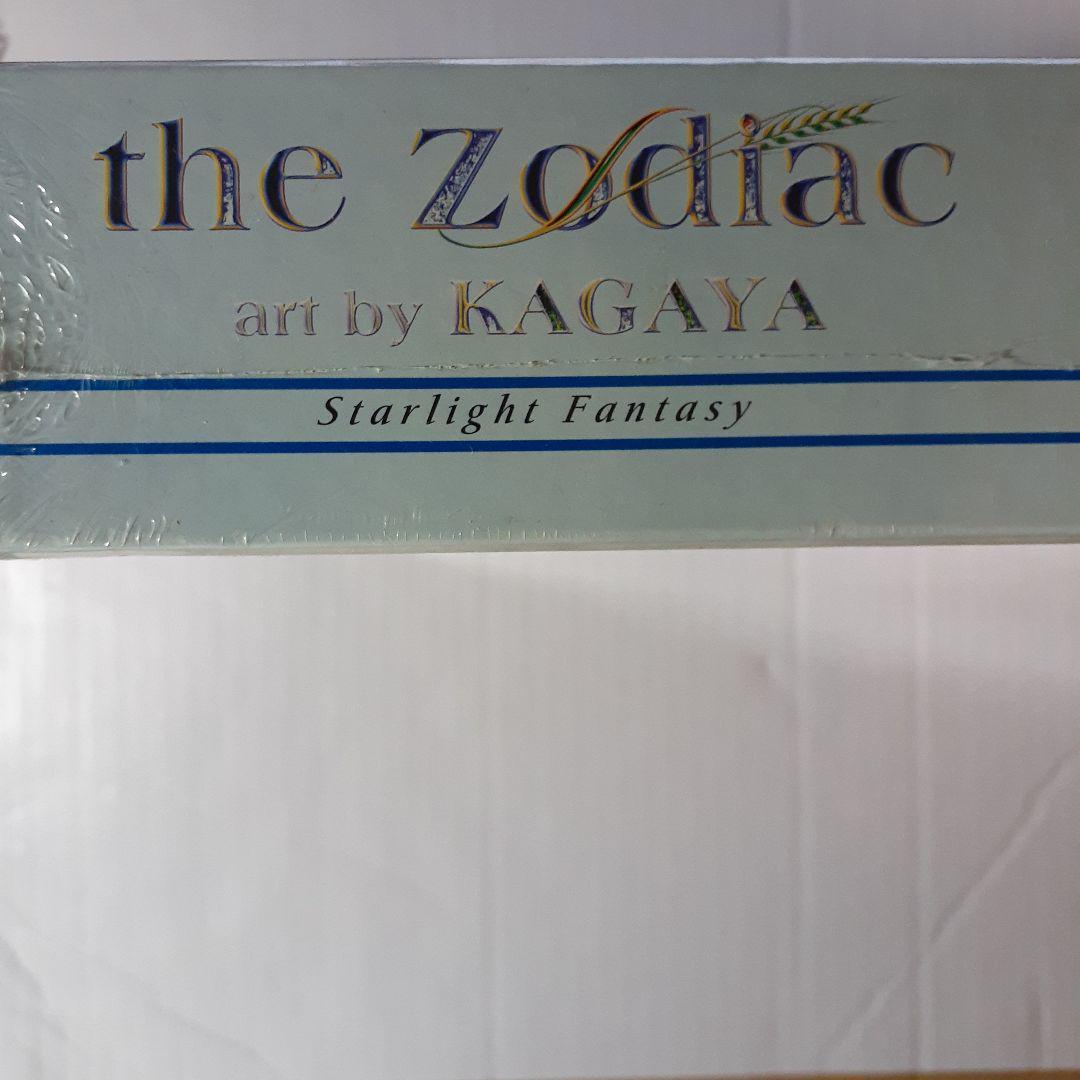 the Zodiac
art by KAGAYA
Starlight Fantasy